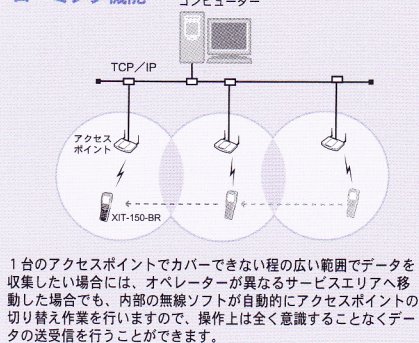 ローミング機能
コンピューター
TCP／IP
アクセス
ポイント
XIT-150-BR
１台のアクセスポイントでカバーできない程の広い範囲でデータを
収集したい場合には、オペレーターが異なるサービスエリアへ移
動した場合でも、内部の無線ソフトが自動的にアクセスポイントの
切り替え作業を行いますので、操作上は全く意識することなくデー
タの送受信を行うことができます。